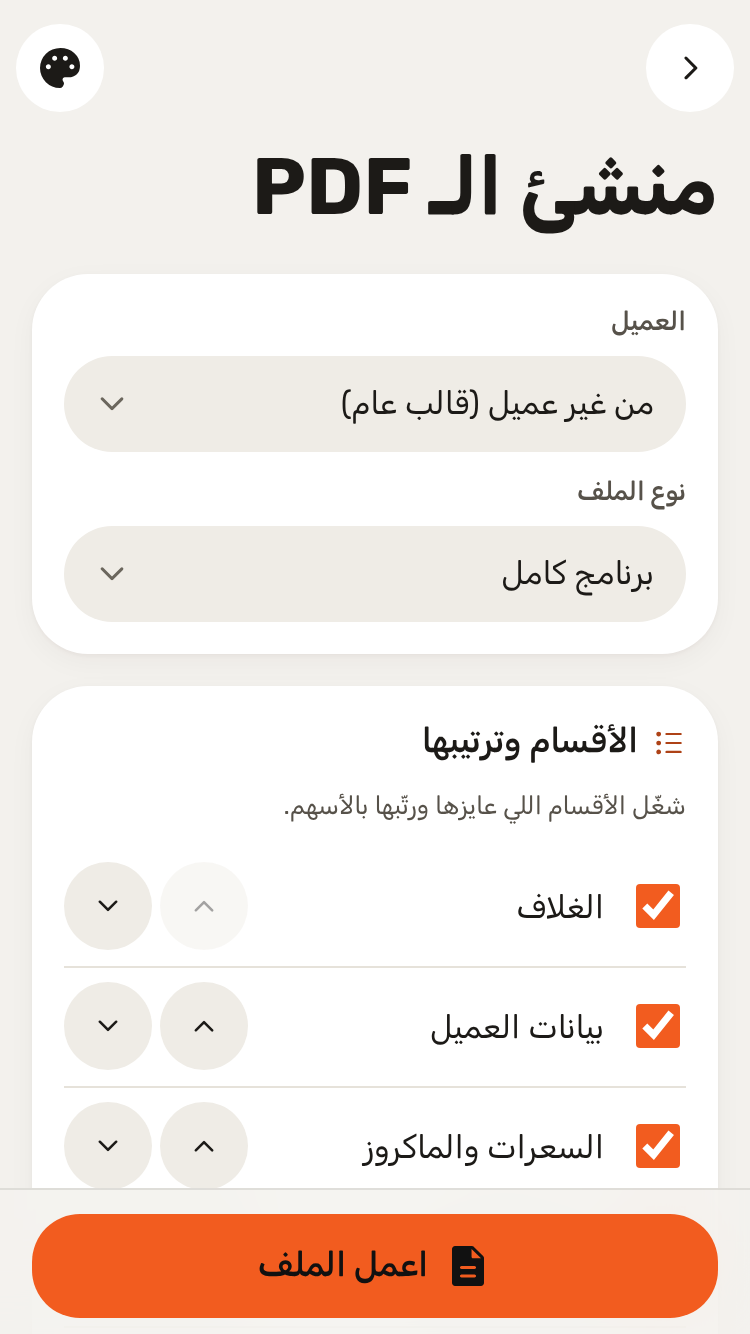 منشئ الـ PDF
العميل
من غير عميل (قالب عام)
نوع الملف
برنامج كامل
الأقسام وترتيبها
شغّل الأقسام اللي عايزها ورتّبها بالأسهم.
الغلاف
بيانات العميل
السعرات والماكروز
اعمل الملف